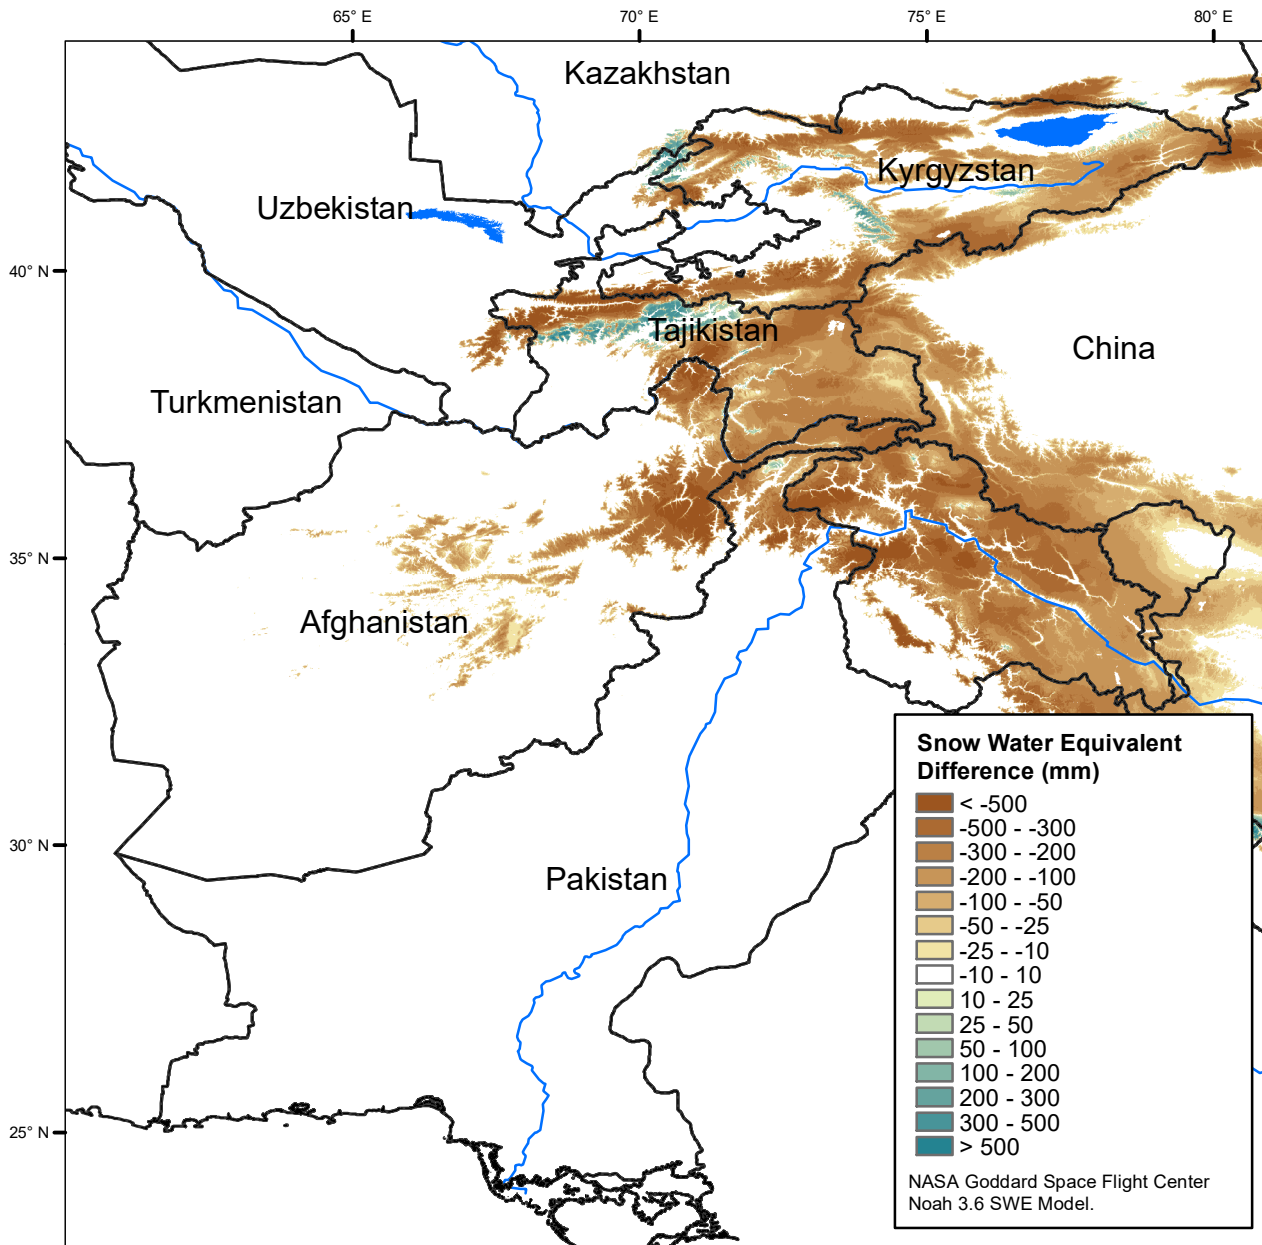 65° E
70° E
75° E
80° E
Kazakhstan
Kyrgyzstan
Uzbekistan
40° N
Tajikistan
China
Turkmenistan
35° N
Afghanistan
Snow Water Equivalent
Difference (mm)
< -500
-500 - -300
-300 - -200
-200 - -100
-100 - -50
-50 - -25
-25 - -10
-10 - 10
10 - 25
25 - 50
50 - 100
100 - 200
200 - 300
300 - 500
> 500
NASA Goddard Space Flight Center
Noah 3.6 SWE Model.
30° N
Pakistan
25° N